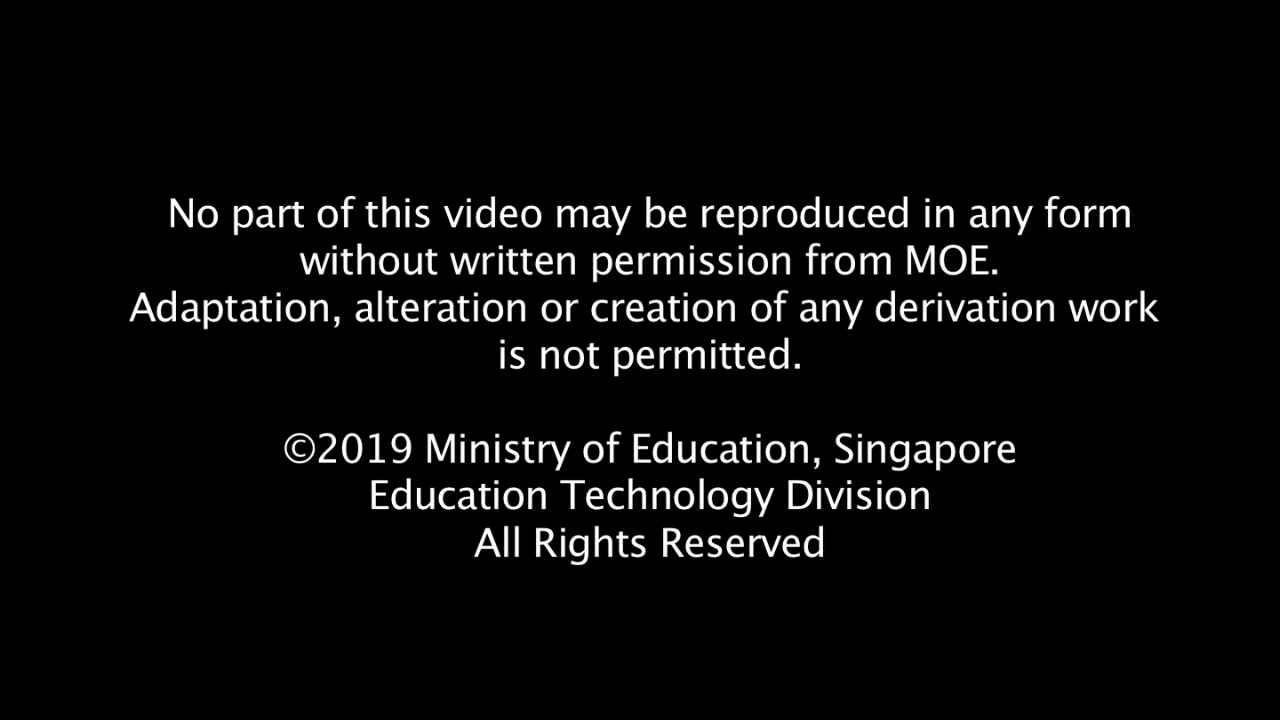 No part of this video may be reproduced in any form
without written permission from MOE.
Adaptation, alteration or creation of any derivation work
is not permitted.
©2019 Ministry of Education, Singapore
Education Technology Division
All Rights Reserved